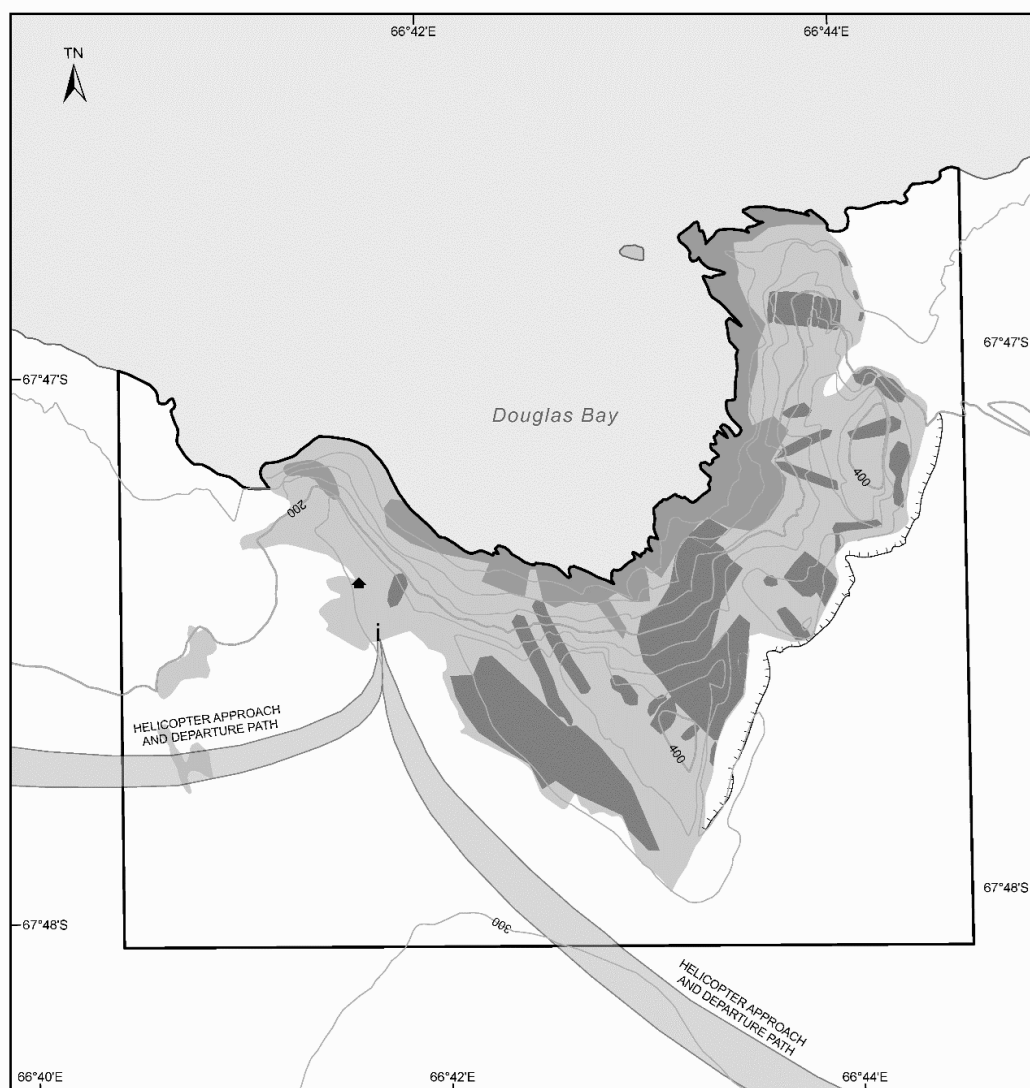 66°42'E
66°44'E
TN
67°47'S
67°47'S
Douglas Bay
400
200
HELICOPTER APPROACH
AND DEPARTURE PATH
400
67°48'S
67°48'S
300
HELICOPTER APPROACH
AND DEPARTURE PATH
66°40'E
66°42'E
66°44'E